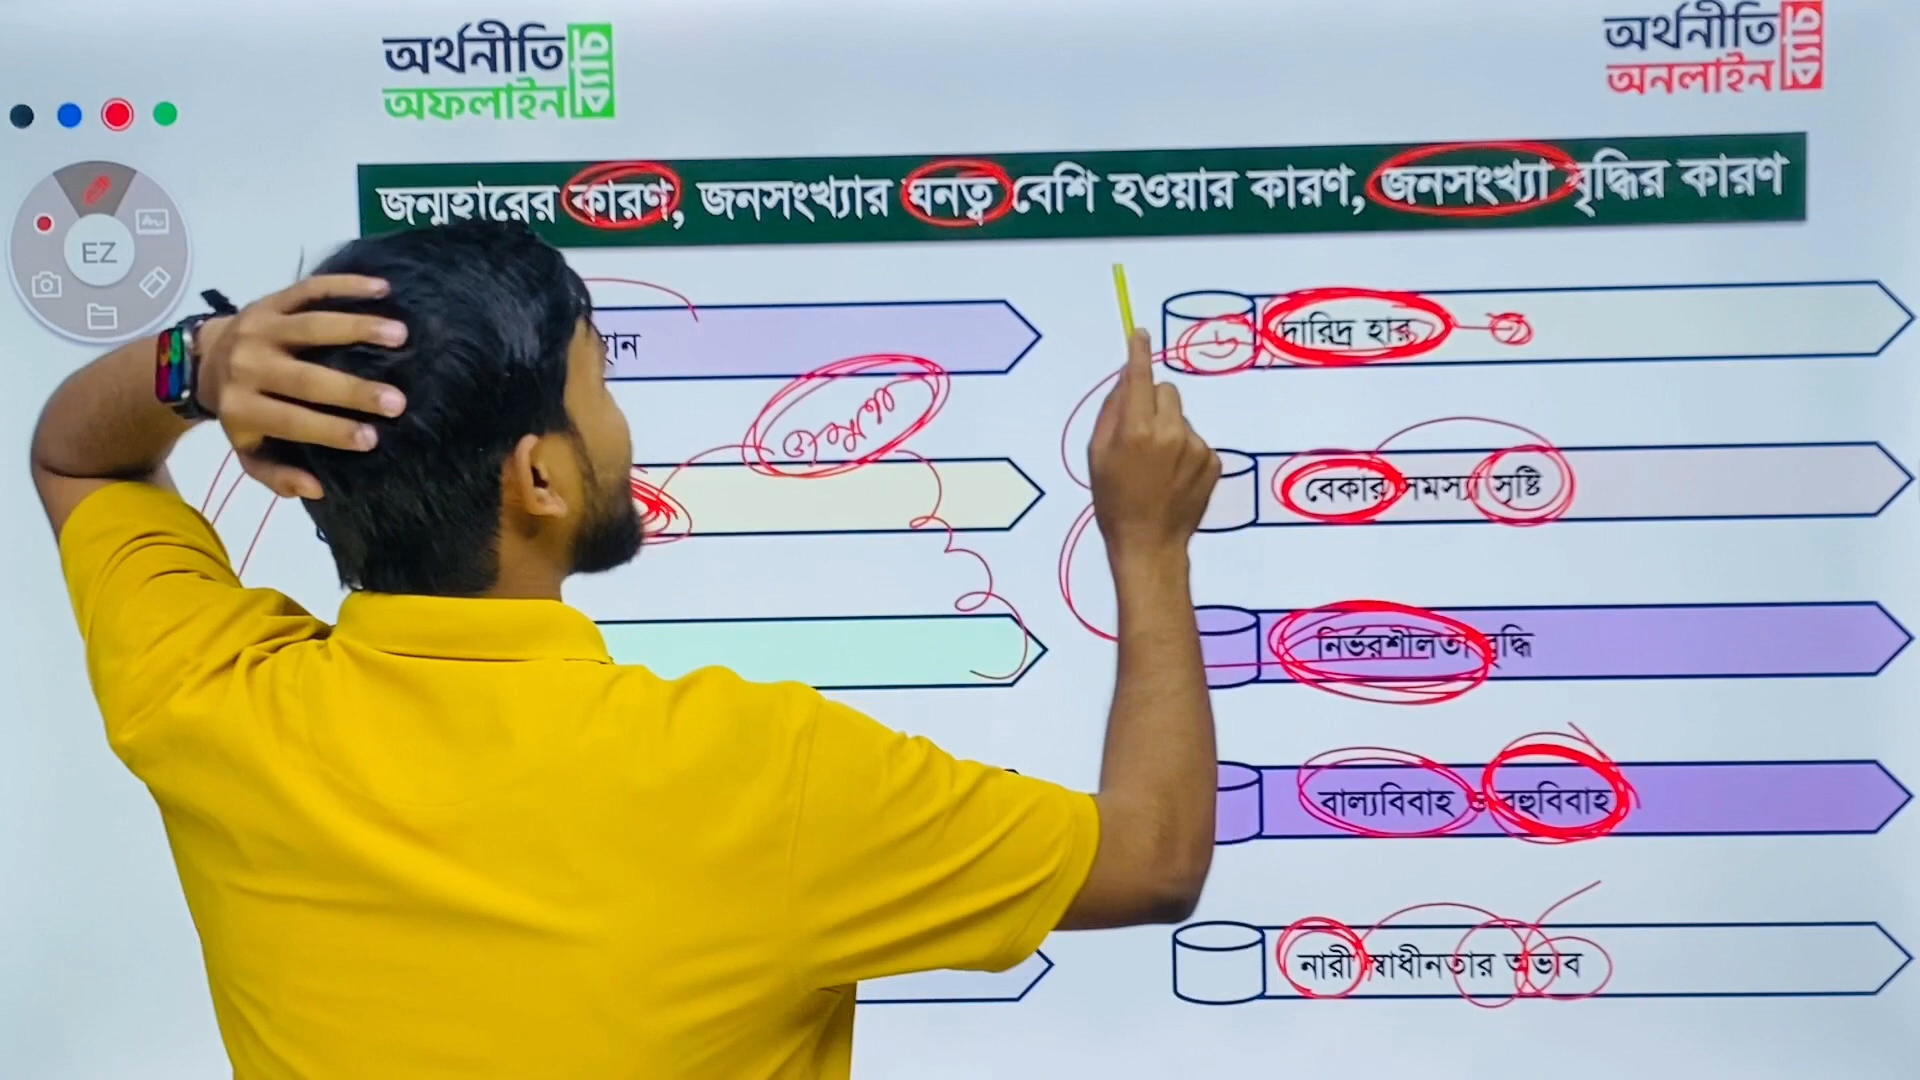 অর্থনীতি ব্যাচ
অফলাইন
অর্থনীতি ব্যাচ
অনলাইন
EZ
জন্মহারের কারণ, জনসংখ্যার ঘনত্ব বেশি হওয়ার কারণ, জনসংখ্যা বৃদ্ধির কারণ
দারিদ্র হার
৬
বেকার সমস্যা সৃষ্টি
নির্ভরশীলতা বৃদ্ধি
বাল্যবিবাহ ও বহুবিবাহ
নারী স্বাধীনতার অভাব